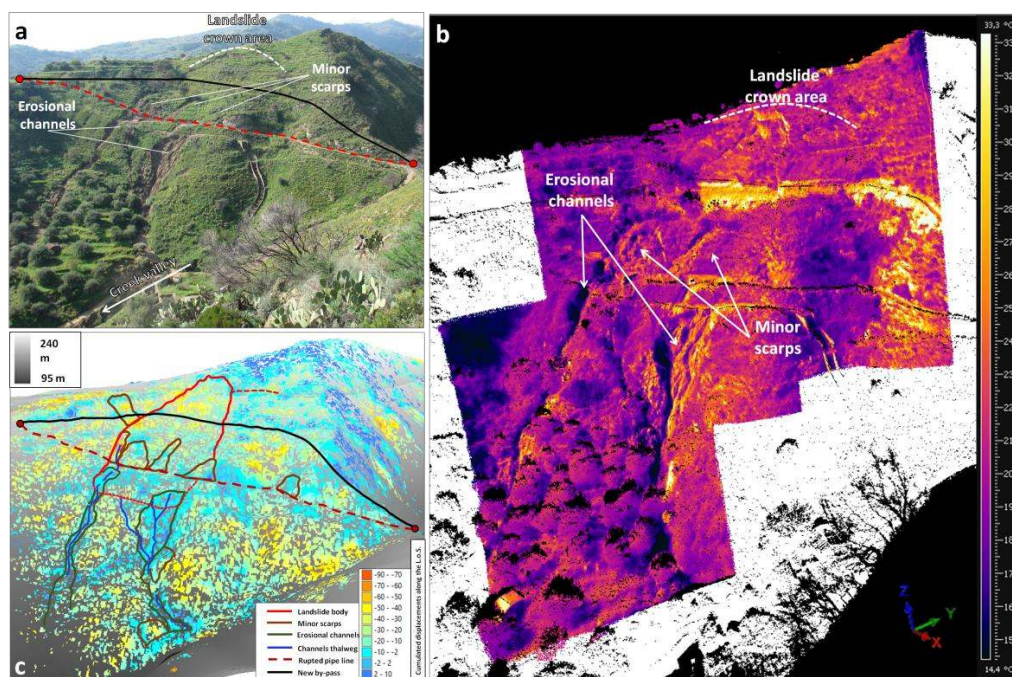 a
Landslide
crown area
Minor
scarps
Erosional
channels
Creek valley
b
Landslide
crown area
Erosional
channels
Minor
scarps
Z
Y
X
33,3
°C
14,4
240
m
95 m
c
Landslide body
Minor scarps
Erosional channels
Channels thalweg
Rupted pipe line
New by-pass
Cumulated displacements along the L.o.S.
-90 - -70
-70 - -60
-60 - -50
-50 - -40
-40 - -30
-30 - -20
-20 - -10
-10 - -2
-2 - 2
2 - 10